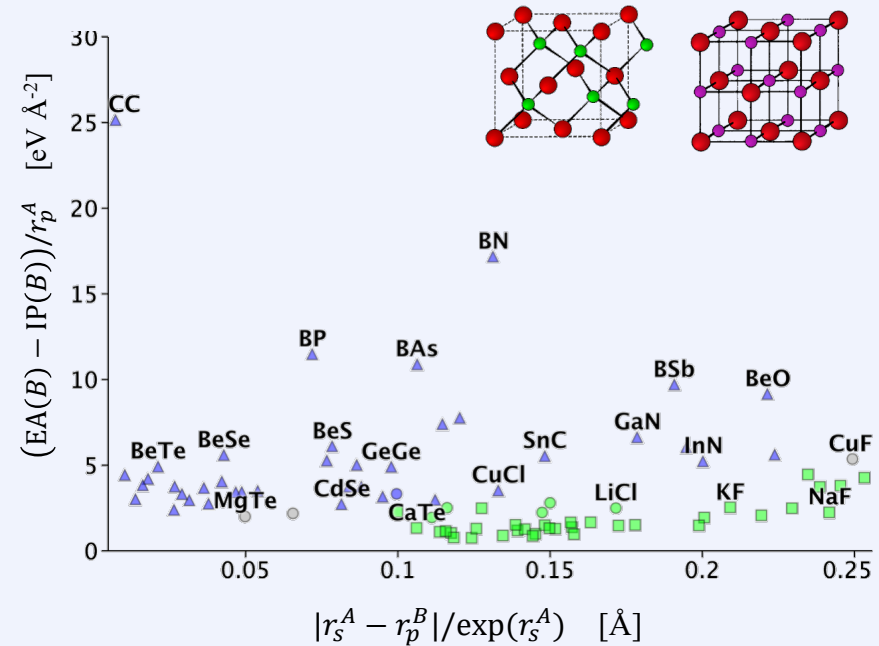 30
CC
25
20
BN
15
BP
BAs
10
BSb
BeO
GaN
BeS
BeSe
BeTe
GeGe
SnC
InN
CuF
5
MgTe
CdSe
CuCl
CaTe
LiCl
KF
NaF
0
0.05
0.1
0.15
0.2
0.25
(EA(B) − IP(B))/r_p^A [eV Å-2]
|r_s^A − r_p^B|/exp(r_s^A) [Å]